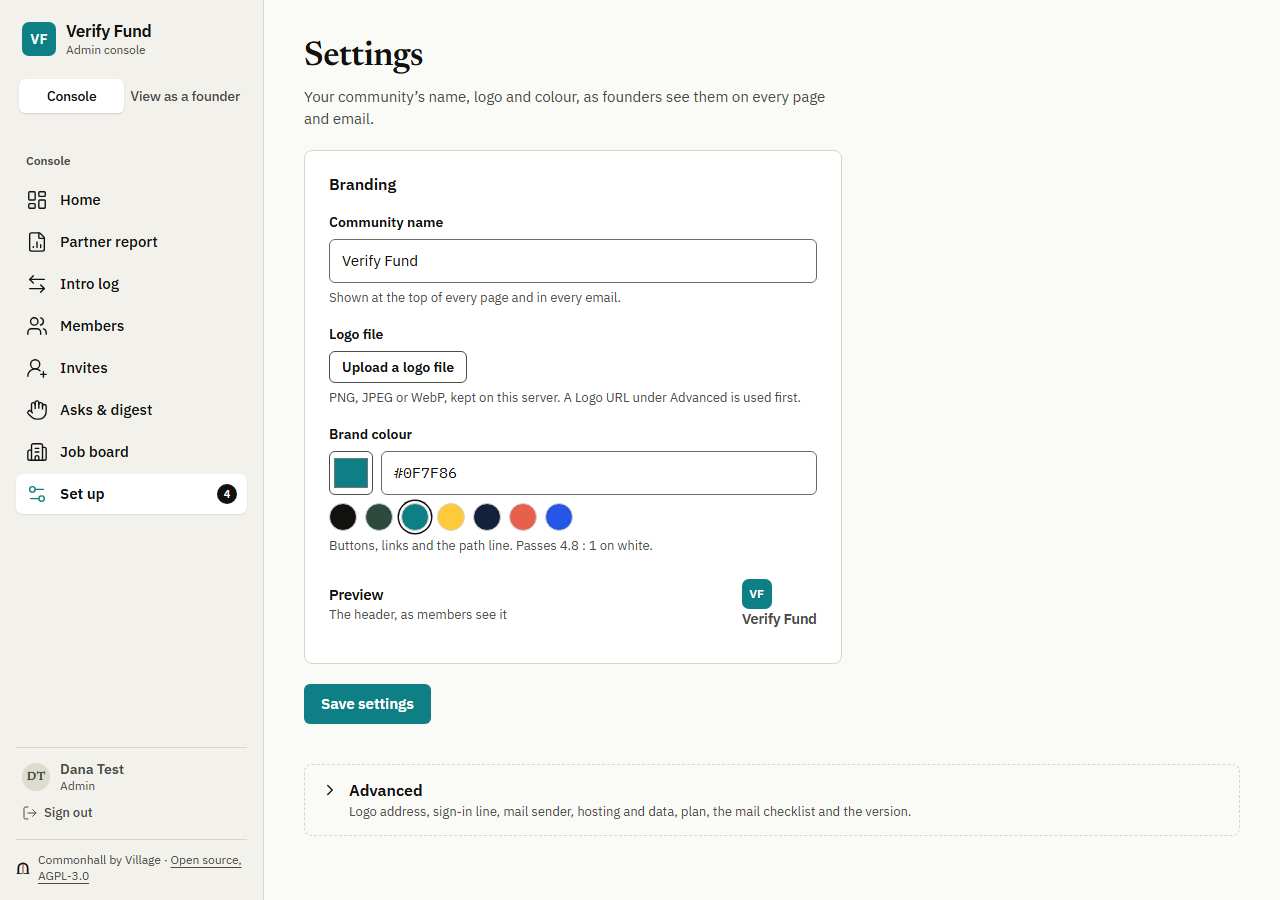 VF
Verify Fund
Admin console
Console
View as a founder
Console
Home
Partner report
Intro log
Members
Invites
Asks & digest
Job board
Set up
4
DT
Dana Test
Admin
Sign out
Commonhall by Village · Open source,
AGPL-3.0
Settings
Your community’s name, logo and colour, as founders see them on every page
and email.
Branding
Community name
Verify Fund
Shown at the top of every page and in every email.
Logo file
Upload a logo file
PNG, JPEG or WebP, kept on this server. A Logo URL under Advanced is used first.
Brand colour
#0F7F86
Buttons, links and the path line. Passes 4.8 : 1 on white.
Preview
The header, as members see it
VF
Verify Fund
Save settings
Advanced
Logo address, sign-in line, mail sender, hosting and data, plan, the mail checklist and the version.